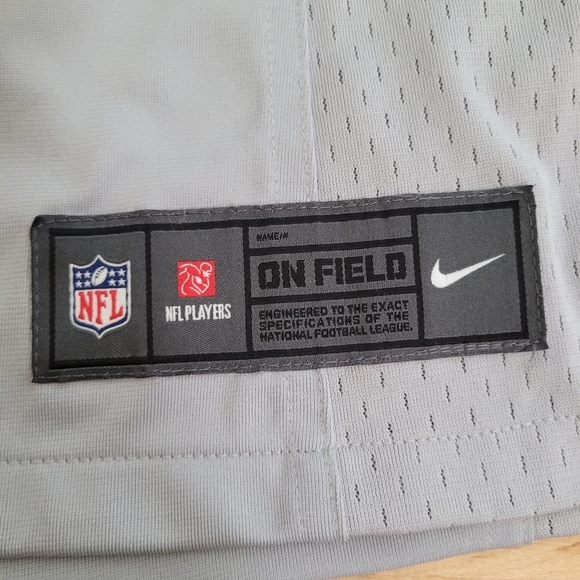 NFL
NFL PLAYERS
NAME/#
ON FIELD
ENGINEERED TO THE EXACT
SPECIFICATIONS OF THE
NATIONAL FOOTBALL LEAGUE.